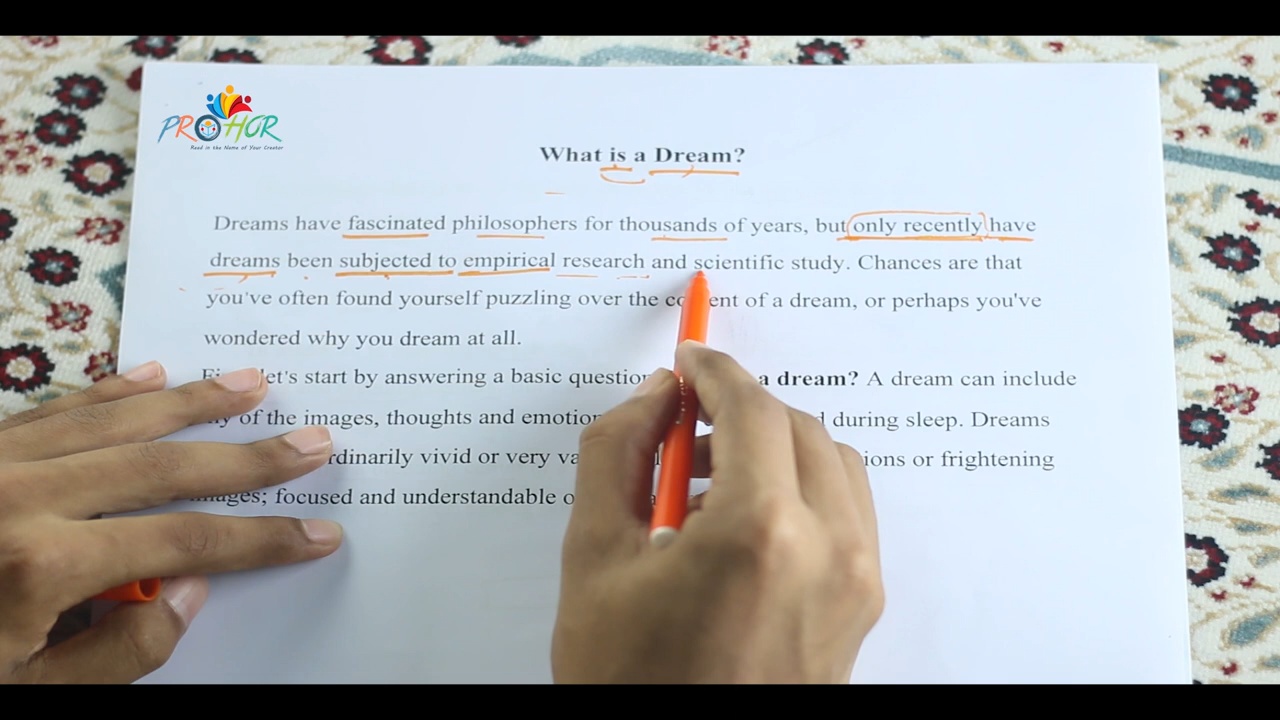 PROHOR
Read in the Name of Your Creator
What is a Dream?
Dreams have fascinated philosophers for thousands of years, but only recently have
dreams been subjected to empirical research and scientific study. Chances are that
you've often found yourself puzzling over the of a dream, or perhaps you've
wondered why you dream at all.
let's start by answering a basic question a dream? A dream can include
of the images, thoughts and during sleep. Dreams
vivid or very or frightening
images; focused and understandable